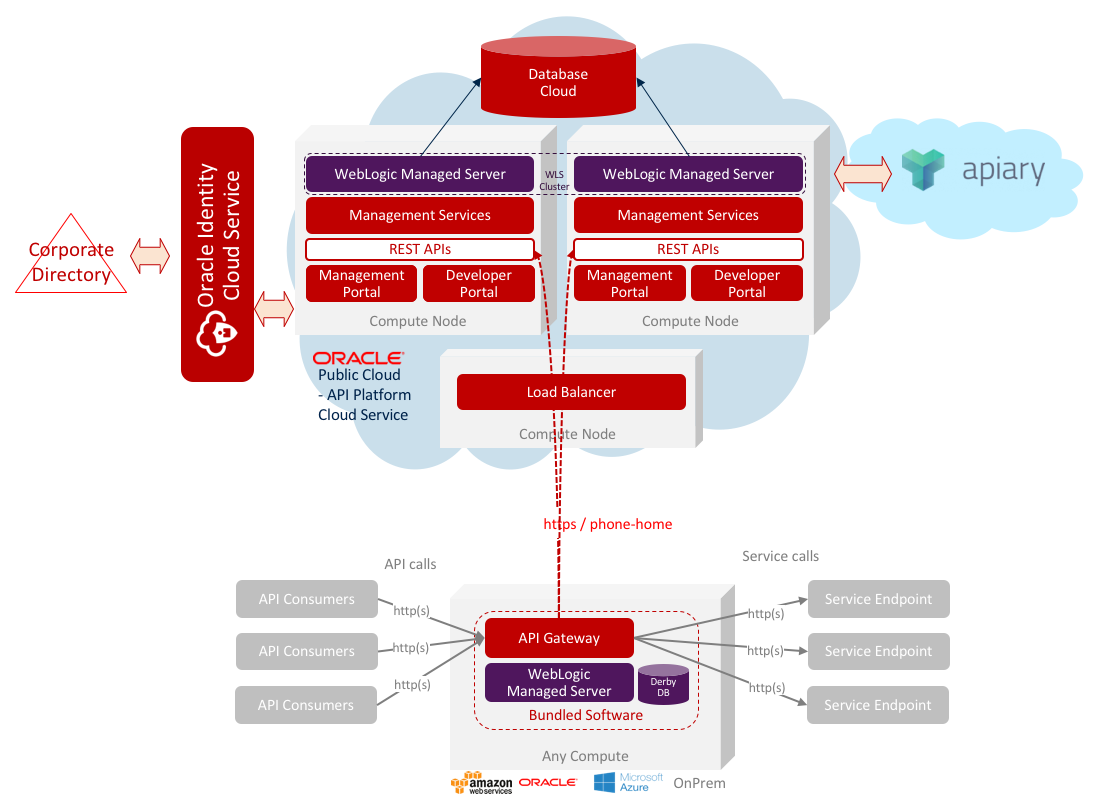 Database
Cloud
WebLogic Managed Server
WLS
Cluster
WebLogic Managed Server
Management Services
Management Services
REST APIs
REST APIs
Management
Portal
Developer
Portal
Management
Portal
Developer
Portal
Compute Node
Compute Node
apiary
Corporate
Directory
Oracle Identity
Cloud Service
ORACLE
Public Cloud
- API Platform
Cloud Service
Load Balancer
Compute Node
https / phone-home
API calls
Service calls
API Consumers
http(s)
API Consumers
http(s)
API Consumers
http(s)
API Gateway
WebLogic
Managed Server
Derby
DB
Bundled Software
Any Compute
http(s)
Service Endpoint
http(s)
Service Endpoint
http(s)
Service Endpoint
amazon
webservices
ORACLE
Microsoft
Azure
OnPrem